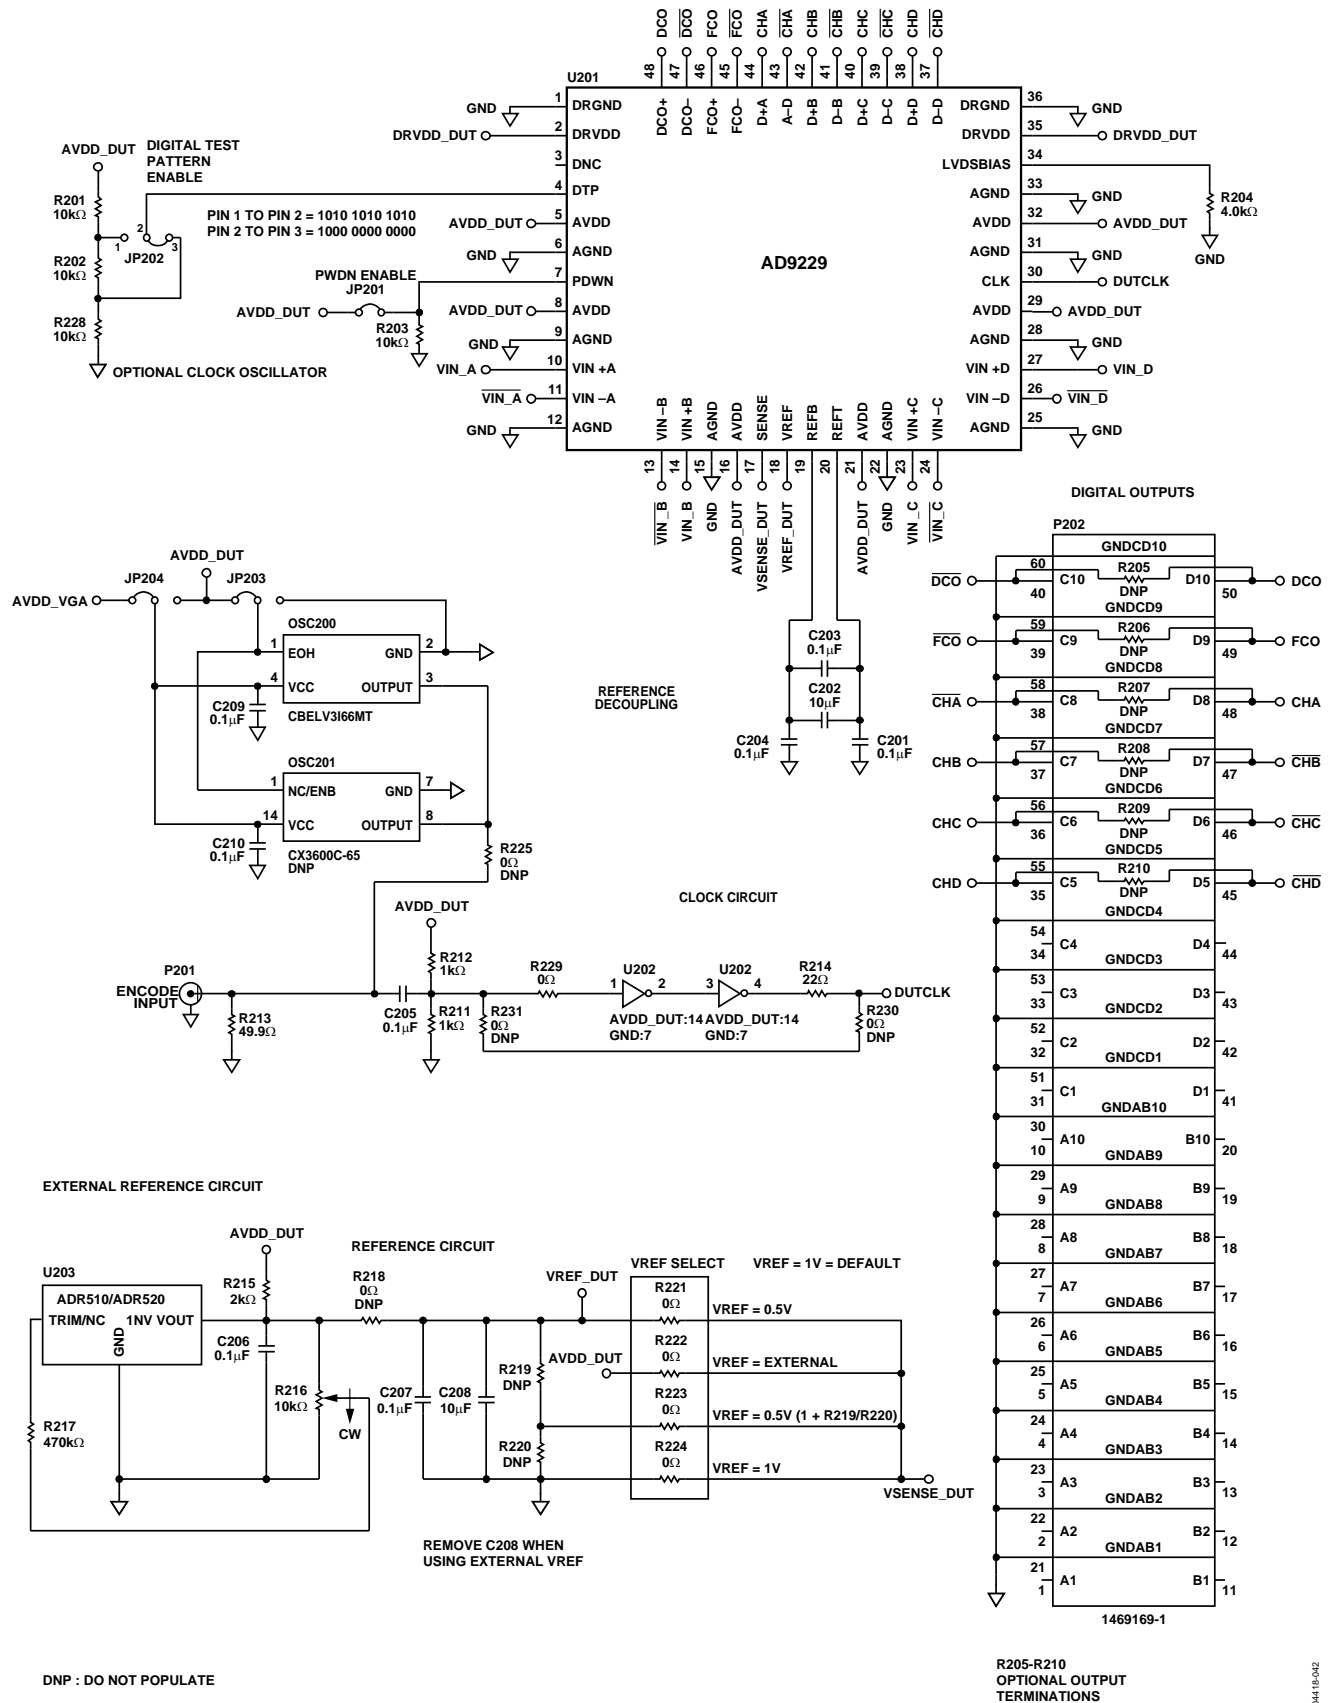 DCO
DCO
FCO
FCO
CHA
CHA
CHB
CHB
CHC
CHC
CHD
CHD
48
47
46
45
44
43
42
41
40
39
38
37
U201
DCO+
DCO–
FCO+
FCO–
D+A
A–D
D+B
D–B
D+C
D–C
D+D
D–D
GND 1 DRGND
DRVDD_DUT 2 DRVDD
3 DNC
4 DTP
AVDD_DUT 5 AVDD
GND 6 AGND
7 PDWN
AVDD_DUT 8 AVDD
GND 9 AGND
VIN_A 10 VIN +A
VIN_A 11 VIN –A
GND 12 AGND
AD9229
DRGND 36 GND
DRVDD 35 DRVDD_DUT
LVDSBIAS 34
AGND 33 GND
AVDD 32 AVDD_DUT
AGND 31 GND
CLK 30 DUTCLK
AVDD 29 AVDD_DUT
AGND 28 GND
VIN +D 27 VIN_D
VIN –D 26 VIN_D
AGND 25 GND
R204
4.0kΩ
GND
AVDD_DUT
DIGITAL TEST
PATTERN
ENABLE
R201
10kΩ
1
2
3
JP202
R202
10kΩ
R228
10kΩ
PIN 1 TO PIN 2 = 1010 1010 1010
PIN 2 TO PIN 3 = 1000 0000 0000
PWDN ENABLE
JP201
AVDD_DUT
R203
10kΩ
OPTIONAL CLOCK OSCILLATOR
VIN –B
VIN +B
AGND
AVDD
SENSE
VREF
REFB
REFT
AVDD
AGND
VIN +C
VIN –C
13
14
15
16
17
18
19
20
21
22
23
24
VIN _B
VIN_B
GND
AVDD_DUT
VSENSE_DUT
VREF_DUT
AVDD_DUT
GND
VIN _C
VIN_C
REFERENCE
DECOUPLING
C203
0.1µF
C202
10µF
C204
0.1µF
C201
0.1µF
AVDD_DUT
JP204
JP203
AVDD_VGA
OSC200
1 EOH
GND 2
4 VCC
OUTPUT 3
C209
0.1µF
CBELV3I66MT
OSC201
1 NC/ENB
GND 7
14 VCC
OUTPUT 8
C210
0.1µF
CX3600C-65
DNP
R225
0Ω
DNP
CLOCK CIRCUIT
AVDD_DUT
R212
1kΩ
P201
ENCODE
INPUT
R213
49.9Ω
C205
0.1µF
R211
1kΩ
R231
0Ω
DNP
R229
0Ω
1 U202 2
AVDD_DUT:14
GND:7
3 U202 4
AVDD_DUT:14
GND:7
R214
22Ω
DUTCLK
R230
0Ω
DNP
EXTERNAL REFERENCE CIRCUIT
U203
ADR510/ADR520
TRIM/NC
1NV VOUT
GND
R217
470kΩ
AVDD_DUT
R215
2kΩ
C206
0.1µF
R216
10kΩ
CW
REFERENCE CIRCUIT
R218
0Ω
DNP
C207
0.1µF
C208
10µF
VREF_DUT
R219
DNP
R220
DNP
AVDD_DUT
REMOVE C208 WHEN
USING EXTERNAL VREF
VREF SELECT
VREF = 1V = DEFAULT
R221
0Ω
VREF = 0.5V
R222
0Ω
VREF = EXTERNAL
R223
0Ω
VREF = 0.5V (1 + R219/R220)
R224
0Ω
VREF = 1V
VSENSE_DUT
DIGITAL OUTPUTS
P202
GNDCD10
DCO 60 40 C10 R205 DNP D10 50 DCO
GNDCD9
FCO 59 39 C9 R206 DNP D9 49 FCO
GNDCD8
CHA 58 38 C8 R207 DNP D8 48 CHA
GNDCD7
CHB 57 37 C7 R208 DNP D7 47 CHB
GNDCD6
CHC 56 36 C6 R209 DNP D6 46 CHC
GNDCD5
CHD 55 35 C5 R210 DNP D5 45 CHD
GNDCD4
54 34 C4 D4 44
GNDCD3
53 33 C3 D3 43
GNDCD2
52 32 C2 D2 42
GNDCD1
51 31 C1 D1 41
GNDAB10
30 10 A10 B10 20
GNDAB9
29 9 A9 B9 19
GNDAB8
28 8 A8 B8 18
GNDAB7
27 7 A7 B7 17
GNDAB6
26 6 A6 B6 16
GNDAB5
25 5 A5 B5 15
GNDAB4
24 4 A4 B4 14
GNDAB3
23 3 A3 B3 13
GNDAB2
22 2 A2 B2 12
GNDAB1
21 1 A1 B1 11
1469169-1
DNP : DO NOT POPULATE
R205-R210
OPTIONAL OUTPUT
TERMINATIONS
04418-042